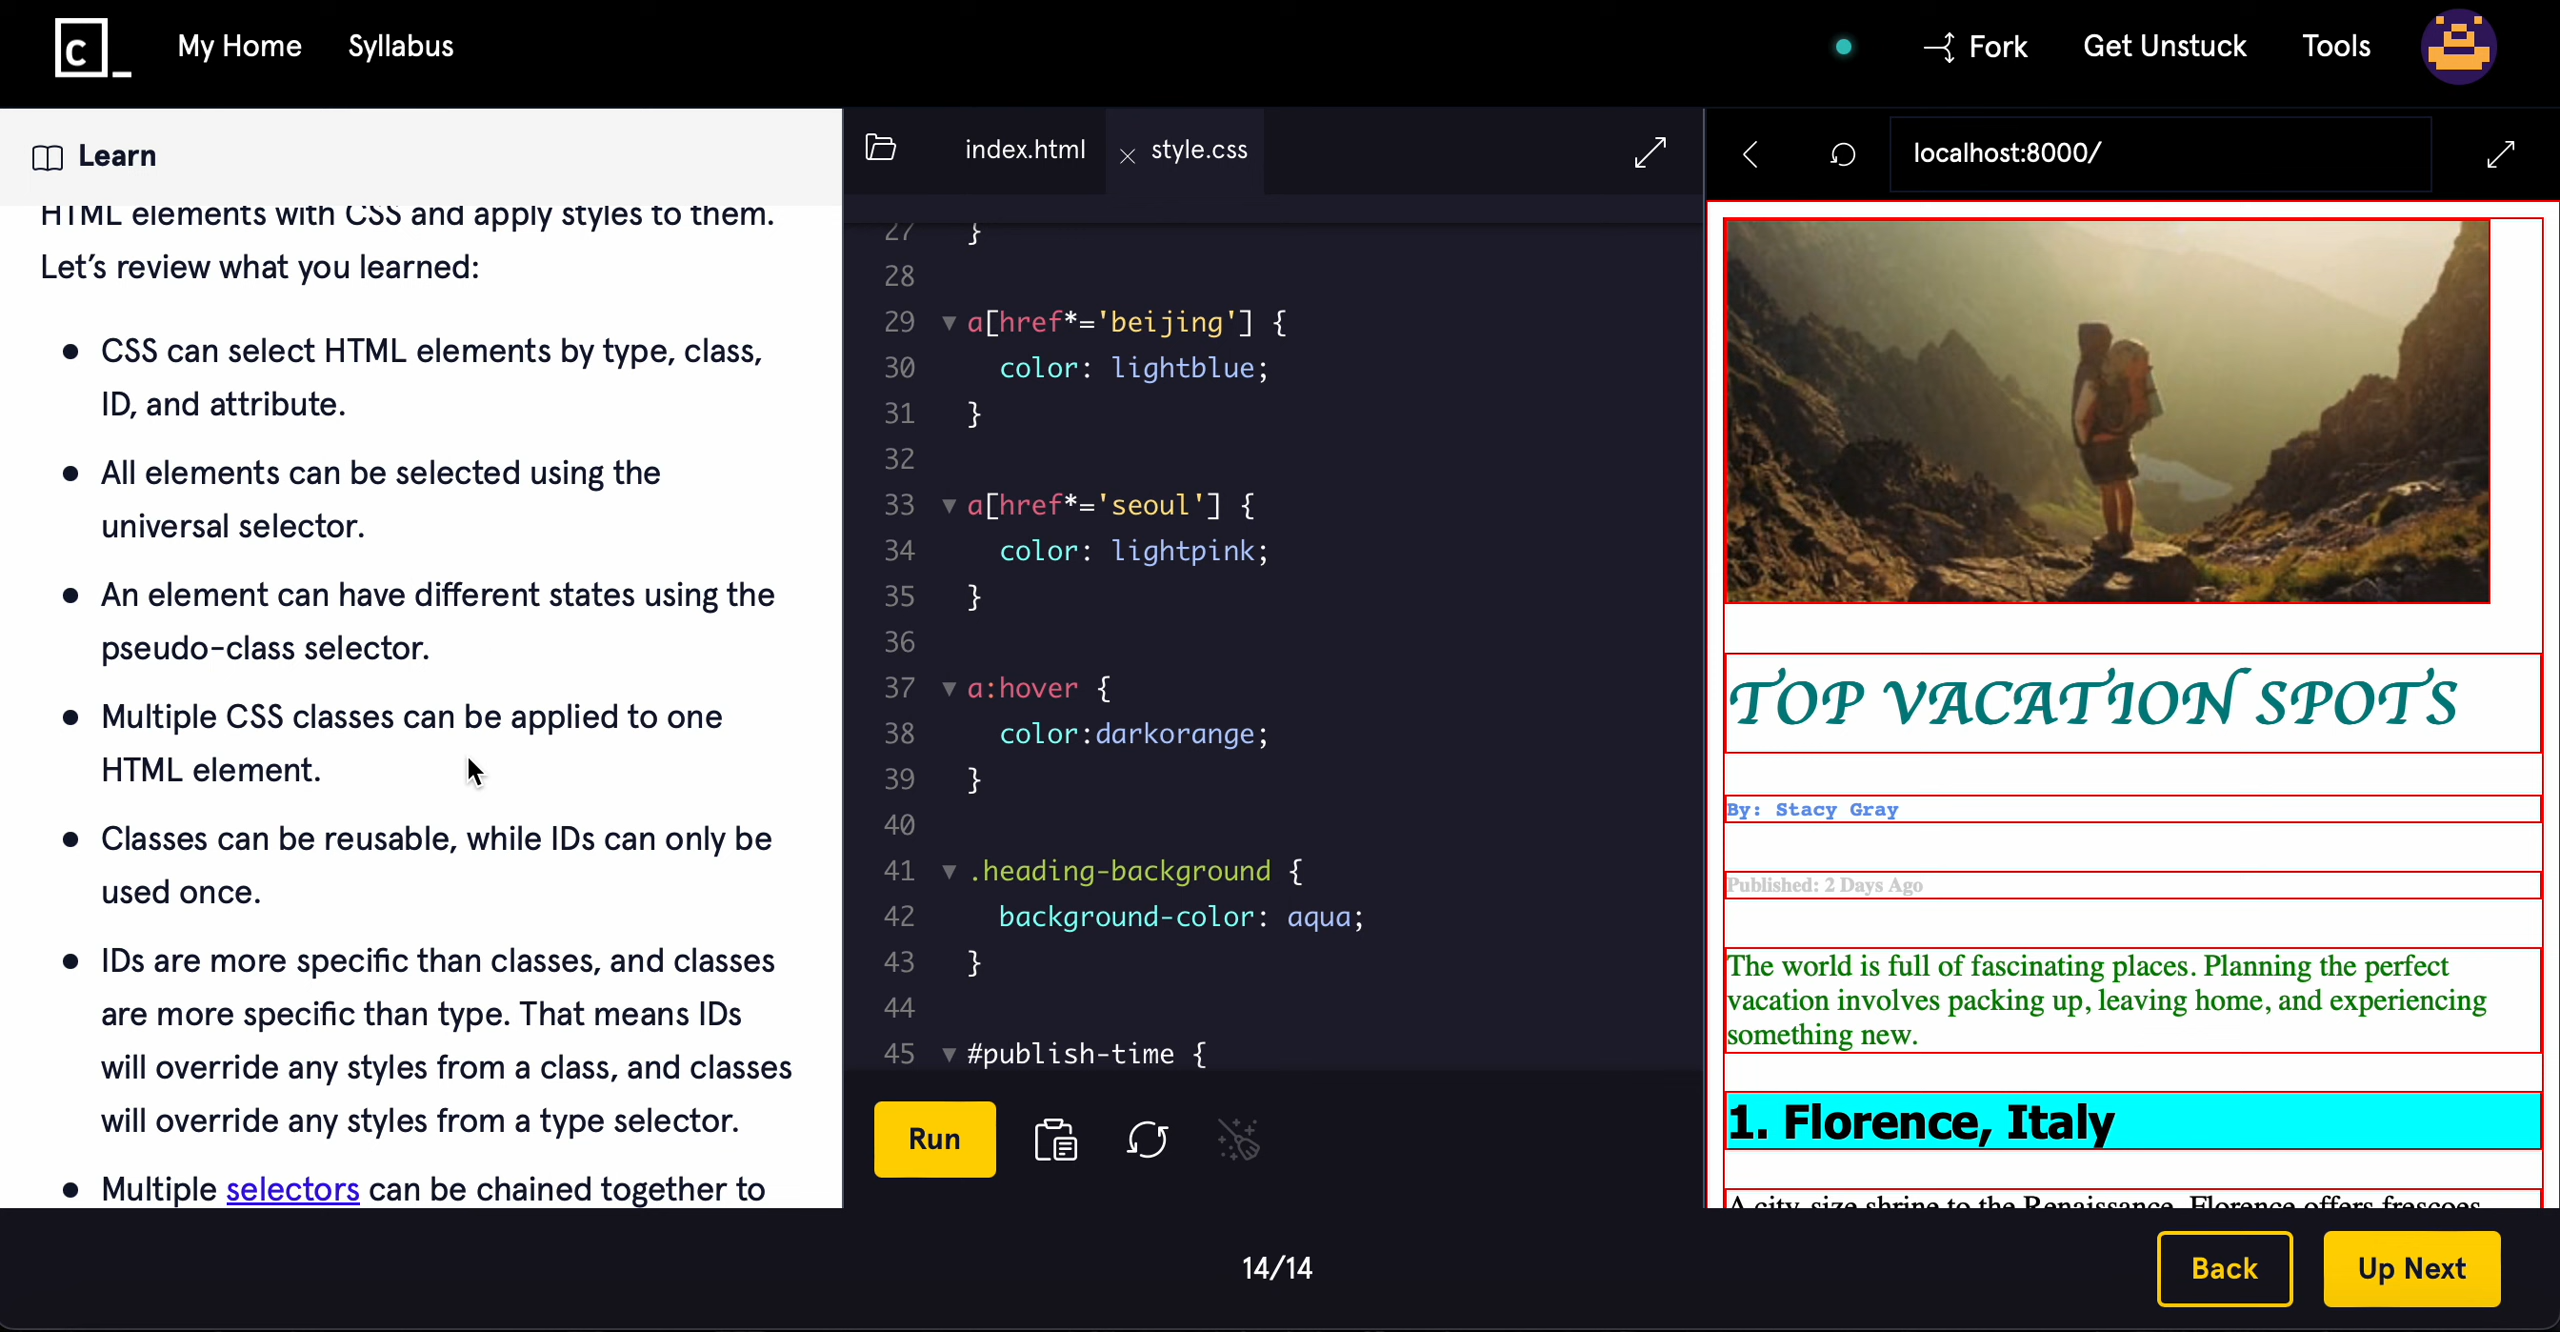 C_
My Home
Syllabus
Fork
Get Unstuck
Tools
Learn
HTML elements with CSS and apply styles to them.
Let's review what you learned:
CSS can select HTML elements by type, class,
ID, and attribute.
All elements can be selected using the
universal selector.
An element can have different states using the
pseudo-class selector.
Multiple CSS classes can be applied to one
HTML element.
Classes can be reusable, while IDs can only be
used once.
IDs are more specific than classes, and classes
are more specific than type. That means IDs
will override any styles from a class, and classes
will override any styles from a type selector.
Multiple selectors can be chained together to
index.html
× style.css
27 }
28
29 a[href*='beijing'] {
30 color: lightblue;
31 }
32
33 a[href*='seoul'] {
34 color: lightpink;
35 }
36
37 a:hover {
38 color:darkorange;
39 }
40
41 .heading-background {
42 background-color: aqua;
43 }
44
45 #publish-time {
Run
localhost:8000/
TOP VACATION SPOTS
By: Stacy Gray
Published: 2 Days Ago
The world is full of fascinating places. Planning the perfect
vacation involves packing up, leaving home, and experiencing
something new.
1. Florence, Italy
A city-size shrine to the Renaissance, Florence offers frescoes,
14/14
Back
Up Next